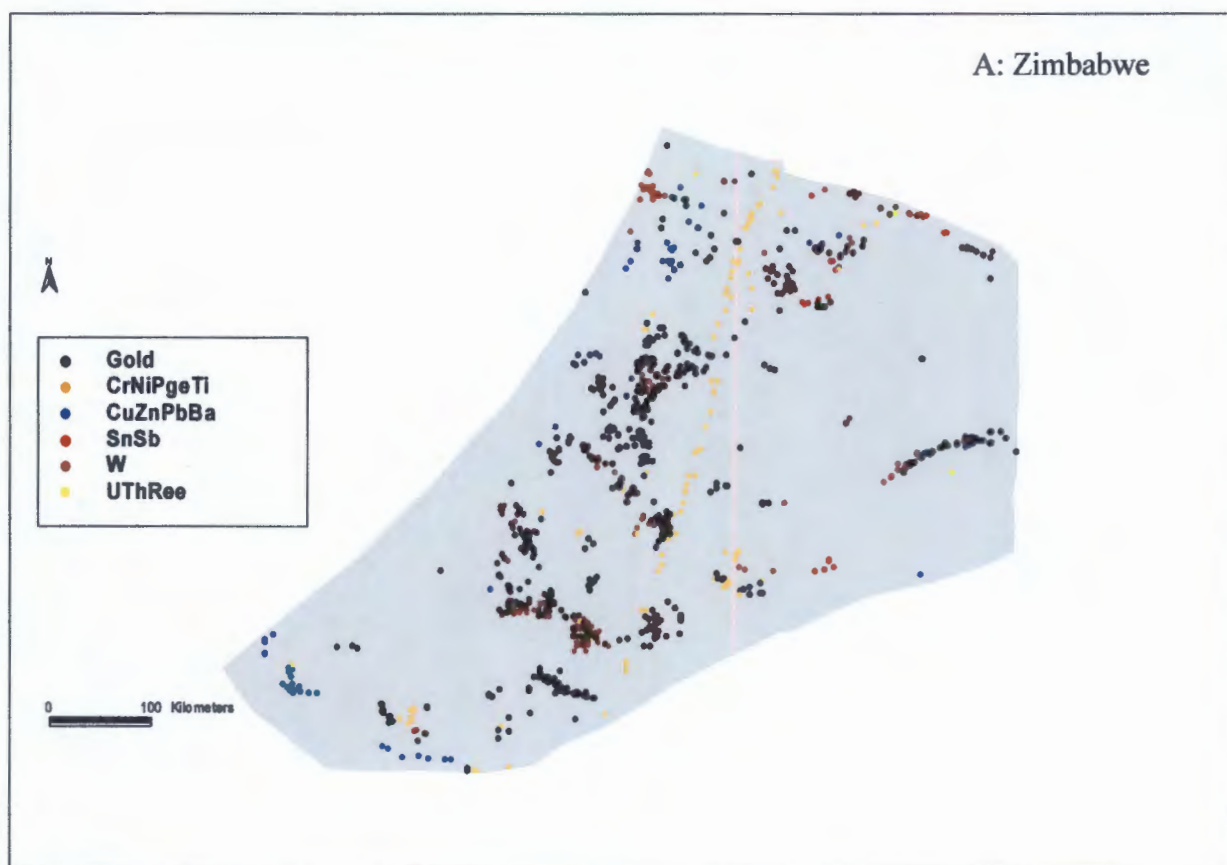 A: Zimbabwe
N
Gold
CrNiPgeTi
CuZnPbBa
SnSb
W
UThRee
0 100 Kilometers